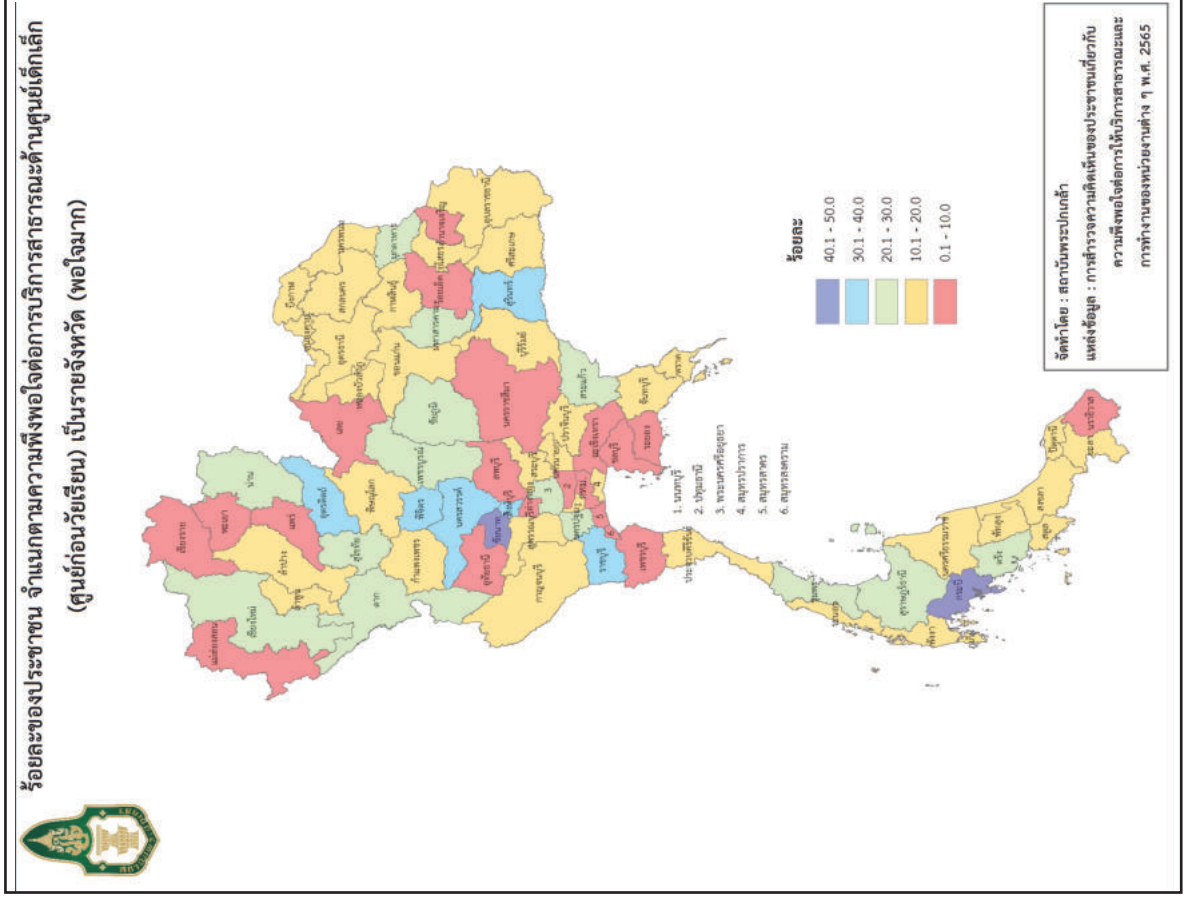 ร้อยละของประชาชน จำแนกตามความพึงพอใจต่อการบริการสาธารณะด้านศูนย์เด็กเล็ก
(ศูนย์ก่อนวัยเรียน) เป็นรายจังหวัด (พอใจมาก)
เชียงราย
แม่ฮ่องสอน
เชียงใหม่
พะเยา
น่าน
ลำปาง
ลำพูน
แพร่
อุตรดิตถ์
สุโขทัย
ตาก
พิษณุโลก
กำแพงเพชร
พิจิตร
เพชรบูรณ์
นครสวรรค์
อุทัยธานี
ชัยนาท
เลย
หนองบัวลำภู
อุดรธานี
หนองคาย
บึงกาฬ
สกลนคร
นครพนม
ขอนแก่น
กาฬสินธุ์
มุกดาหาร
ชัยภูมิ
มหาสารคาม
ร้อยเอ็ด
ยโสธร
อำนาจเจริญ
อุบลราชธานี
ศรีสะเกษ
สุรินทร์
บุรีรัมย์
นครราชสีมา
ลพบุรี
สิงห์บุรี
อ่างทอง
สระบุรี
สุพรรณบุรี
กาญจนบุรี
นครปฐม
ราชบุรี
เพชรบุรี
นครนายก
ปราจีนบุรี
สระแก้ว
ฉะเชิงเทรา
ชลบุรี
ระยอง
จันทบุรี
ตราด
3
2
1
4
5
6
ประจวบคีรีขันธ์
ชุมพร
ระนอง
สุราษฎร์ธานี
พังงา
กระบี่
นครศรีธรรมราช
ตรัง
พัทลุง
สตูล
สงขลา
ปัตตานี
ยะลา
นราธิวาส
1. นนทบุรี
2. ปทุมธานี
3. พระนครศรีอยุธยา
4. สมุทรปราการ
5. สมุทรสาคร
6. สมุทรสงคราม
ร้อยละ
40.1 - 50.0
30.1 - 40.0
20.1 - 30.0
10.1 - 20.0
0.1 - 10.0
จัดทำโดย : สถาบันพระปกเกล้า
แหล่งข้อมูล : การสำรวจความคิดเห็นของประชาชนเกี่ยวกับ
ความพึงพอใจต่อการให้บริการสาธารณะและ
การทำงานของหน่วยงานต่าง ๆ พ.ศ. 2565